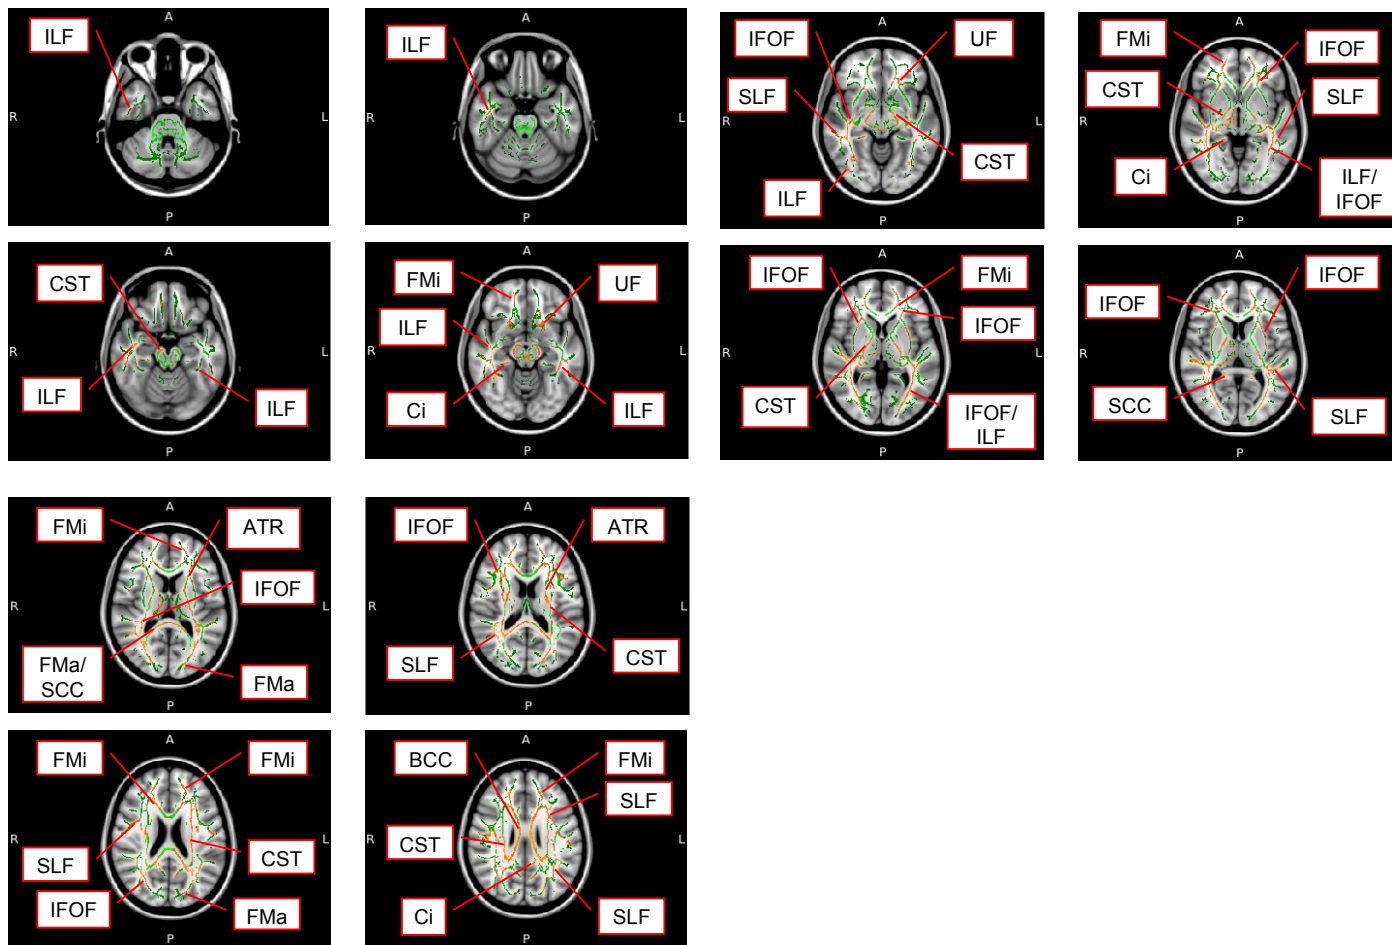 A
ILF
R
P
A
ILF
L
P
A
IFOF
UF
SLF
R
L
CST
ILF
P
A
FMi
IFOF
CST
SLF
R
L
Ci
ILF/
IFOF
P
A
CST
R
L
ILF
ILF
P
A
FMi
UF
ILF
R
L
Ci
ILF
P
A
IFOF
FMi
IFOF
R
L
CST
IFOF/
ILF
P
A
IFOF
IFOF
R
L
SCC
SLF
P
A
FMi
ATR
IFOF
R
L
FMa/
SCC
FMa
P
A
IFOF
ATR
R
L
SLF
CST
P
A
FMi
FMi
R
L
SLF
CST
IFOF
FMa
P
A
BCC
FMi
SLF
R
L
CST
Ci
SLF
P